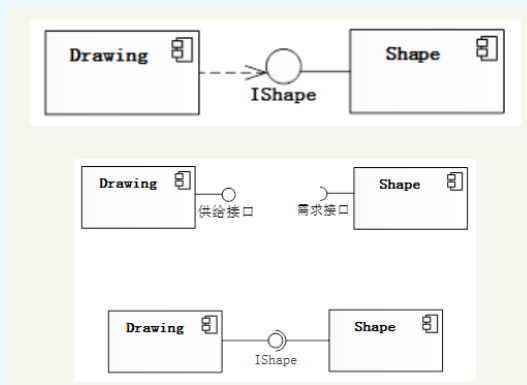 Drawing
Shape
IShape
Drawing
Shape
供给接口
需求接口
Drawing
Shape
IShape